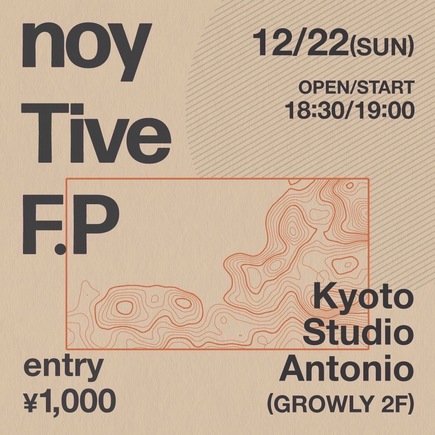 noy
Tive
F.P
12/22(SUN)
OPEN/START
18:30/19:00
Kyoto
Studio
Antonio
(GROWLY 2F)
entry
¥1,000